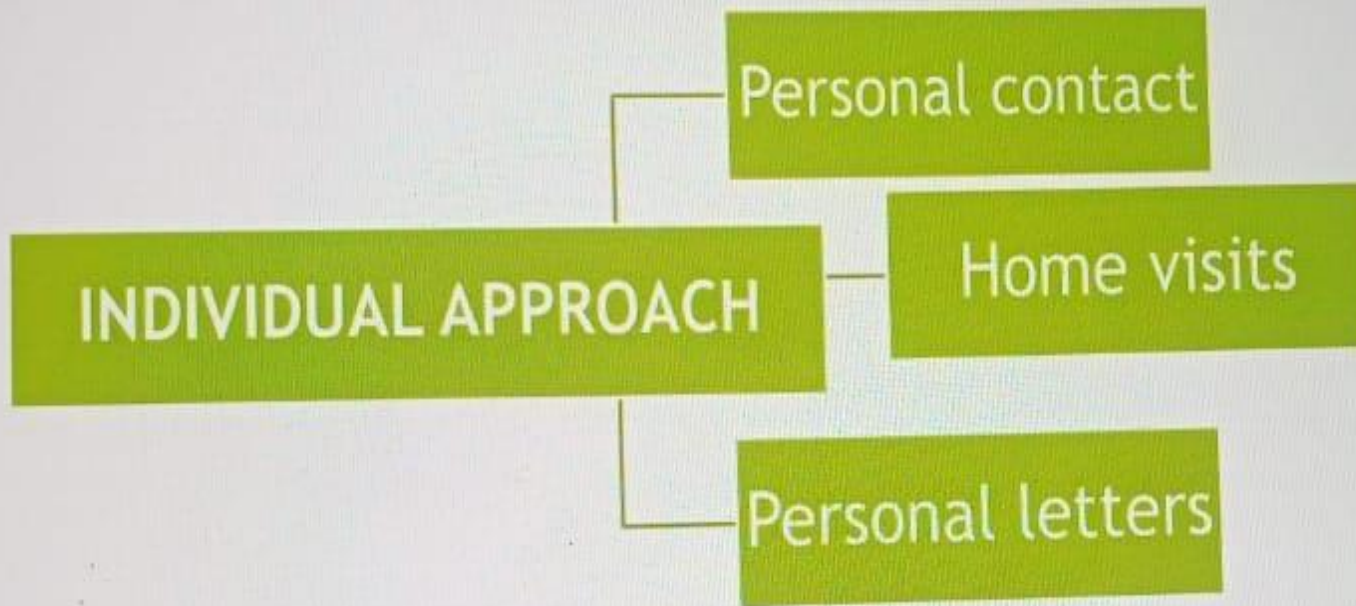 Personal contact
Home visits
INDIVIDUAL APPROACH
Personal letters